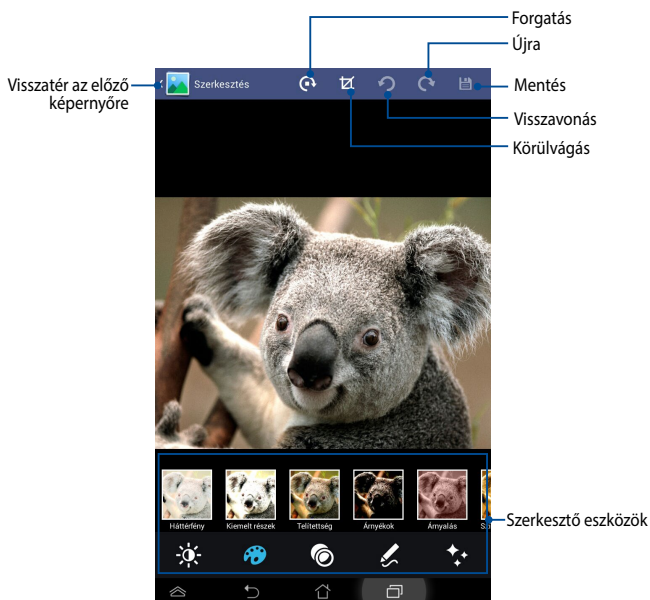 Forgatás
Újra
Visszatér az előző
képernyőre
Szerkesztés
Mentés
Visszavonás
Körülvágás
Háttérfény
Kiemelt részek
Telítettség
Árnyékok
Árnyalás
Szerkesztő eszközök